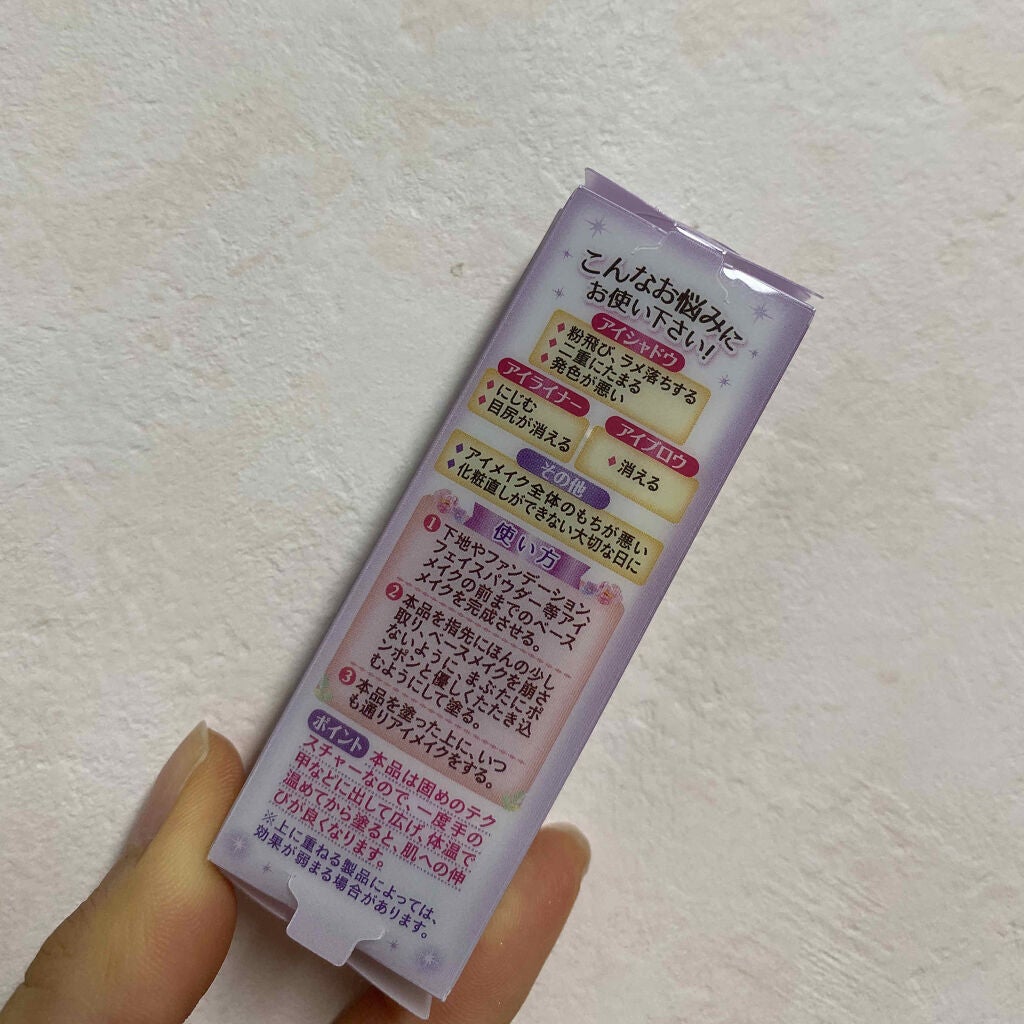 こんなお悩みに
お使い下さい!
アイシャドウ
粉飛び、ラメ落ちする
二重にたまる
発色が悪い
アイライナー
にじむ
目尻が消える
アイブロウ
消える
その他
アイメイク全体のもちが悪い
化粧直しができない大切な日に
使い方
1 下地やファンデーション
フェイスパウダー等アイ
メイクの前までのベース
メイクを完成させる。
2 本品を指先にほんの少し
取り、ベースメイクを崩さ
ないように、まぶたにポ
ンポンと優しくたたき込
むようにして塗る。
3 本品を塗った上に、いつ
も通りアイメイクをする。
ポイント 本品は固めのテク
スチャーなので、一度手の
甲などに出して広げ、体温で
温めてから塗ると、肌への伸
びが良くなります。
※上に重ねる製品によっては、
効果が弱まる場合があります。